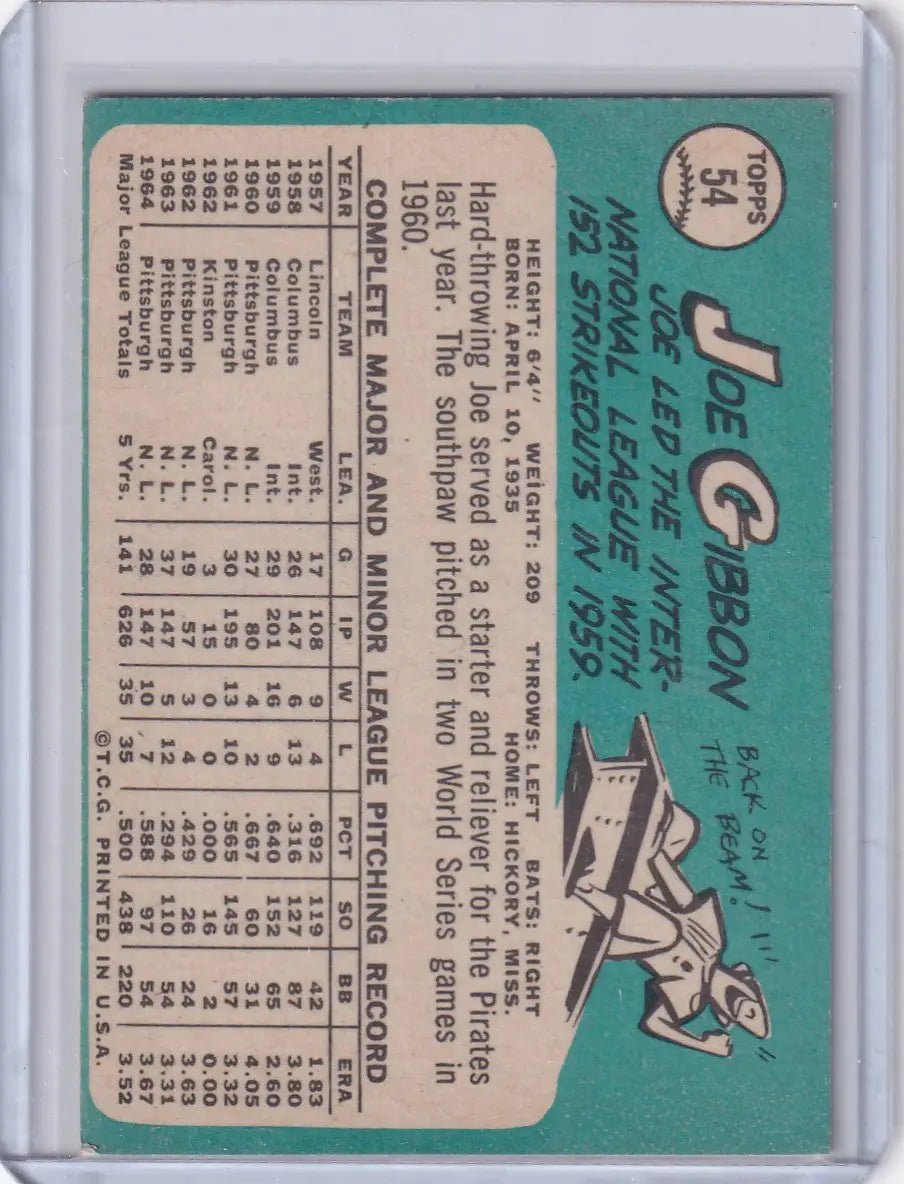 TOPPS
54
JOE GIBBON
JOE LED THE INTER-
NATIONAL LEAGUE WITH
152 STRIKEOUTS IN 1959.
BACK ON
THE BEAM!
HEIGHT: 6'4" WEIGHT: 209 THROWS: LEFT BATS: RIGHT
BORN: APRIL 10, 1935 HOME: HICKORY, MISS.
Hard-throwing Joe served as a starter and reliever for the Pirates
last year. The southpaw pitched in two World Series games in
1960.
COMPLETE MAJOR AND MINOR LEAGUE PITCHING RECORD
YEAR TEAM LEA. G IP W L PCT SO BB ERA
1957 Lincoln West. 17 108 9 4 .692 119 42 1.83
1958 Columbus Int. 26 147 6 13 .316 127 87 3.80
1959 Columbus Int. 29 201 16 9 .640 152 65 2.60
1960 Pittsburgh N. L. 27 80 4 2 .667 60 31 4.05
1961 Pittsburgh N. L. 30 195 13 10 .565 145 57 3.32
1962 Kinston Carol. 3 15 0 0 .000 16 2 0.00
1962 Pittsburgh N. L. 19 57 3 4 .429 26 24 3.63
1963 Pittsburgh N. L. 37 147 5 12 .294 110 54 3.31
1964 Pittsburgh N. L. 28 147 10 7 .588 97 54 3.67
Major League Totals 5 Yrs. 141 626 35 35 .500 438 220 3.52
©T.C.G. PRINTED IN U.S.A.